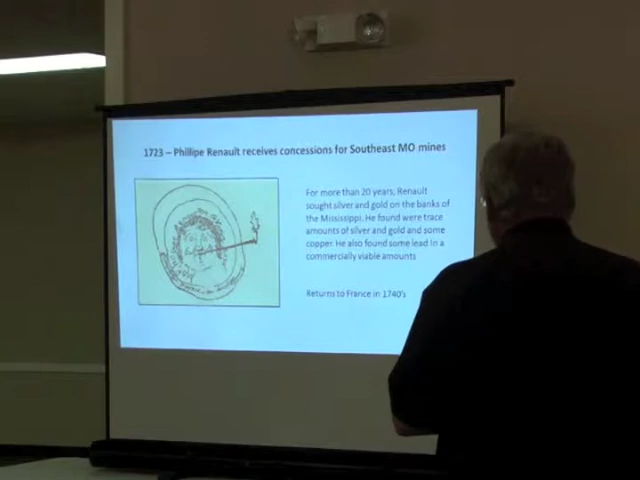 1723 – Phillipe Renault receives concessions for Southeast MO mines
For more than 20 years, Renault
sought silver and gold on the banks of
the Mississippi. He found were trace
amounts of silver and gold and some
copper. He also found some lead in a
commercially viable amounts
Returns to France in 1740's